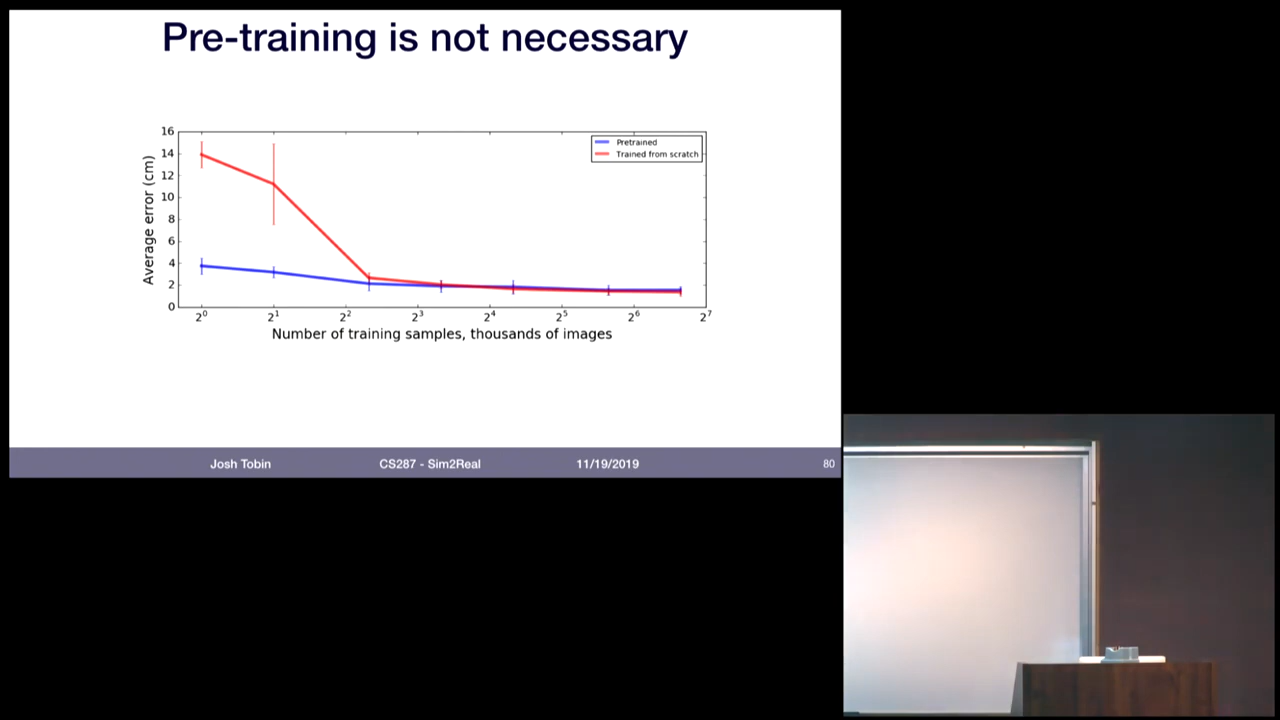 Pre-training is not necessary
16
14
12
10
8
6
4
2
0
Average error (cm)
Pretrained
Trained from scratch
2⁰ 2¹ 2² 2³ 2⁴ 2⁵ 2⁶ 2⁷
Number of training samples, thousands of images
Josh Tobin CS287 - Sim2Real 11/19/2019 80